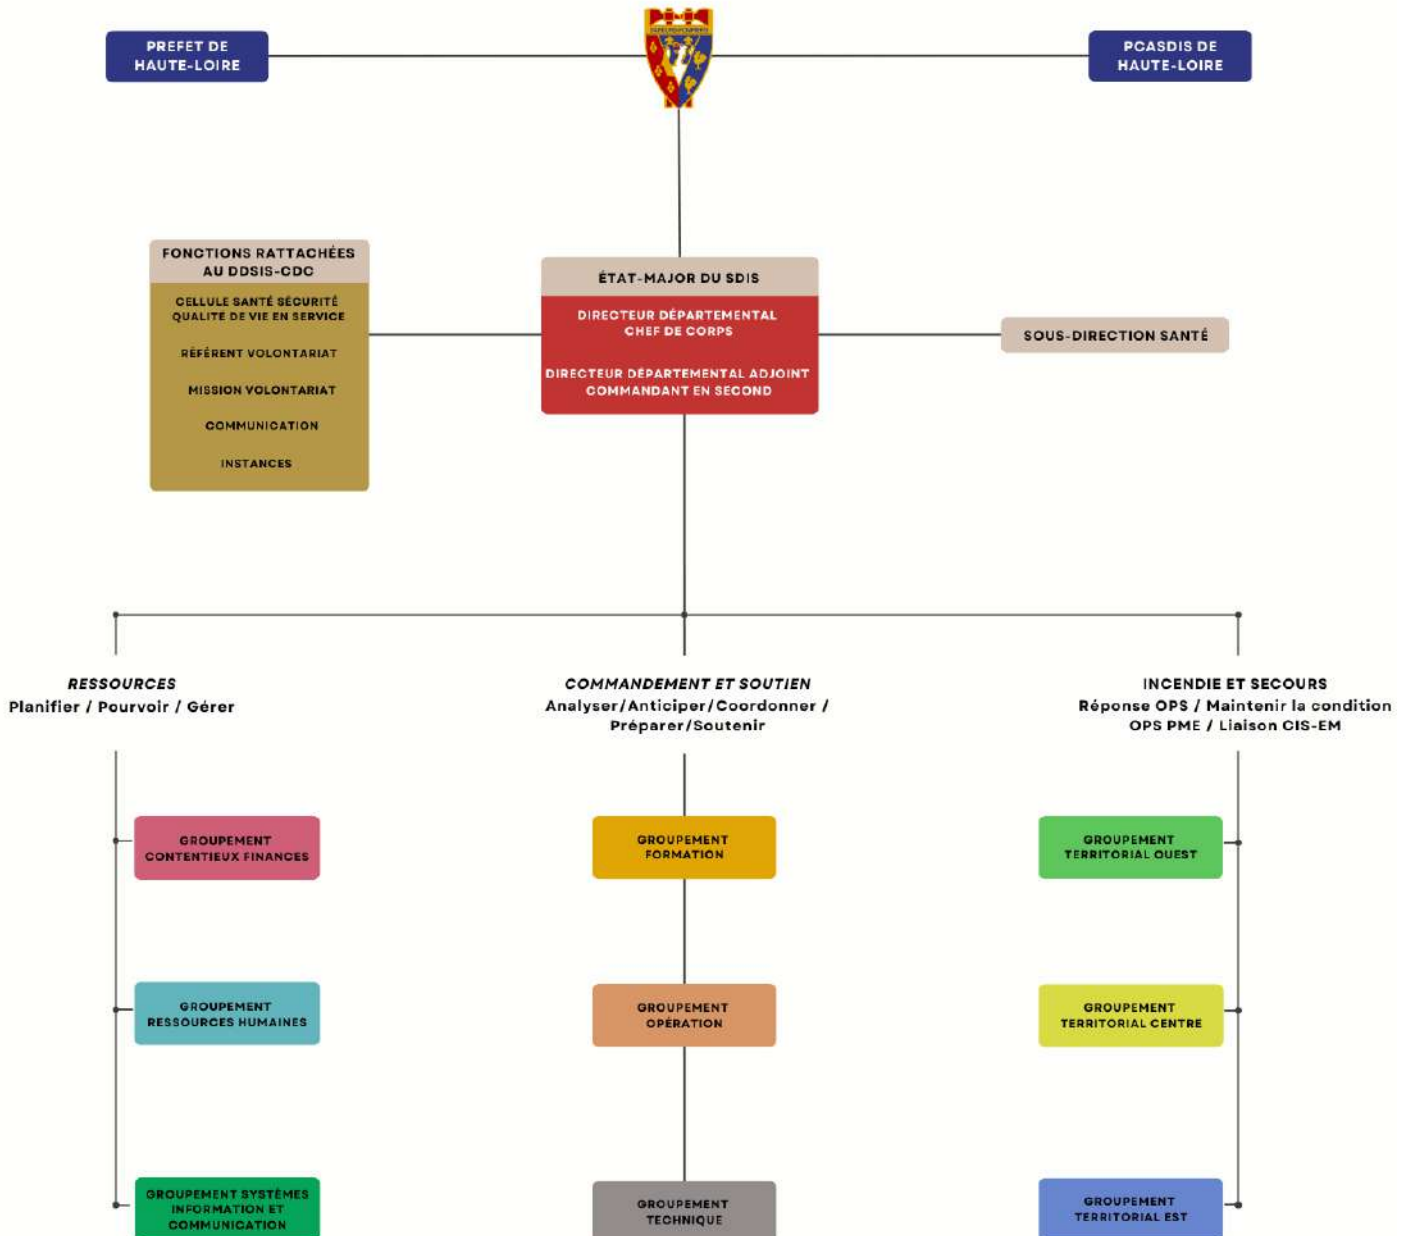 PREFET DE
HAUTE-LOIRE
SAPEURS-POMPIERS
PCASDIS DE
HAUTE-LOIRE
FONCTIONS RATTACHÉES
AU DDSIS-CDC
CELLULE SANTÉ SÉCURITÉ
QUALITE DE VIE EN SERVICE
RÉFÉRENT VOLONTARIAT
MISSION VOLONTARIAT
COMMUNICATION
INSTANCES
ÉTAT-MAJOR DU SDIS
DIRECTEUR DÉPARTEMENTAL
CHEF DE CORPS
DIRECTEUR DÉPARTEMENTAL ADJOINT
COMMANDANT EN SECOND
SOUS-DIRECTION SANTÉ
RESSOURCES
Planifier / Pourvoir / Gérer
COMMANDEMENT ET SOUTIEN
Analyser/Anticiper/Coordonner /
Préparer/Soutenir
INCENDIE ET SECOURS
Réponse OPS / Maintenir la condition
OPS PME / Liaison CIS-EM
GROUPEMENT
CONTENTIEUX FINANCES
GROUPEMENT
RESSOURCES HUMAINES
GROUPEMENT SYSTÈMES
INFORMATION ET
COMMUNICATION
GROUPEMENT
FORMATION
GROUPEMENT
OPÉRATION
GROUPEMENT
TECHNIQUE
GROUPEMENT
TERRITORIAL OUEST
GROUPEMENT
TERRITORIAL CENTRE
GROUPEMENT
TERRITORIAL EST